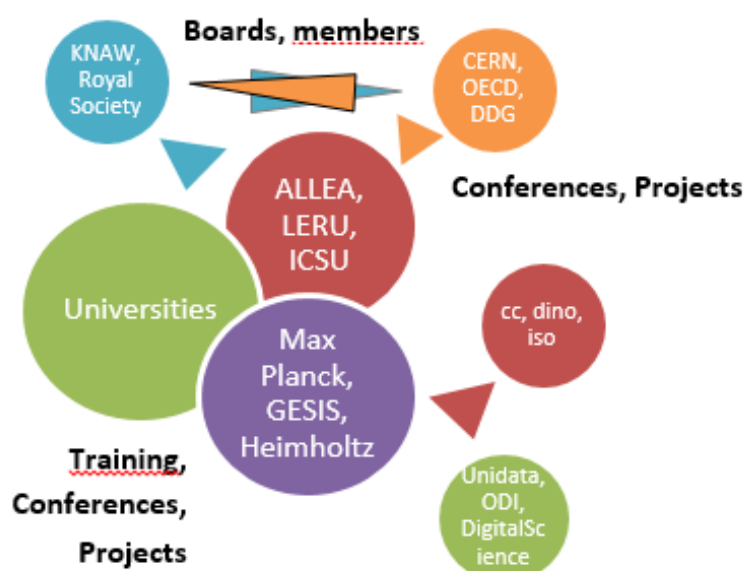 Boards, members
KNAW,
Royal
Society
CERN,
OECD,
DDG
ALLEA,
LERU,
ICSU
Conferences, Projects
Universities
cc, dino,
iso
Max
Planck,
GESIS,
Heimholtz
Training,
Conferences,
Projects
Unidata,
ODI,
DigitalSc
ience